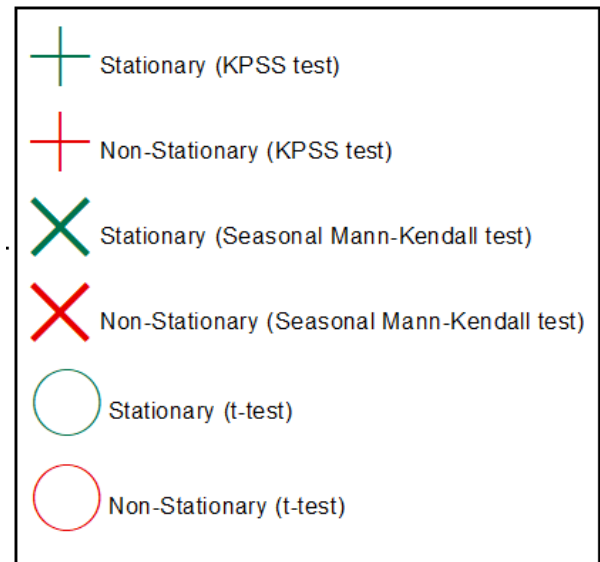 Stationary (KPSS test)
Non-Stationary (KPSS test)
Stationary (Seasonal Mann-Kendall test)
Non-Stationary (Seasonal Mann-Kendall test)
Stationary (t-test)
Non-Stationary (t-test)